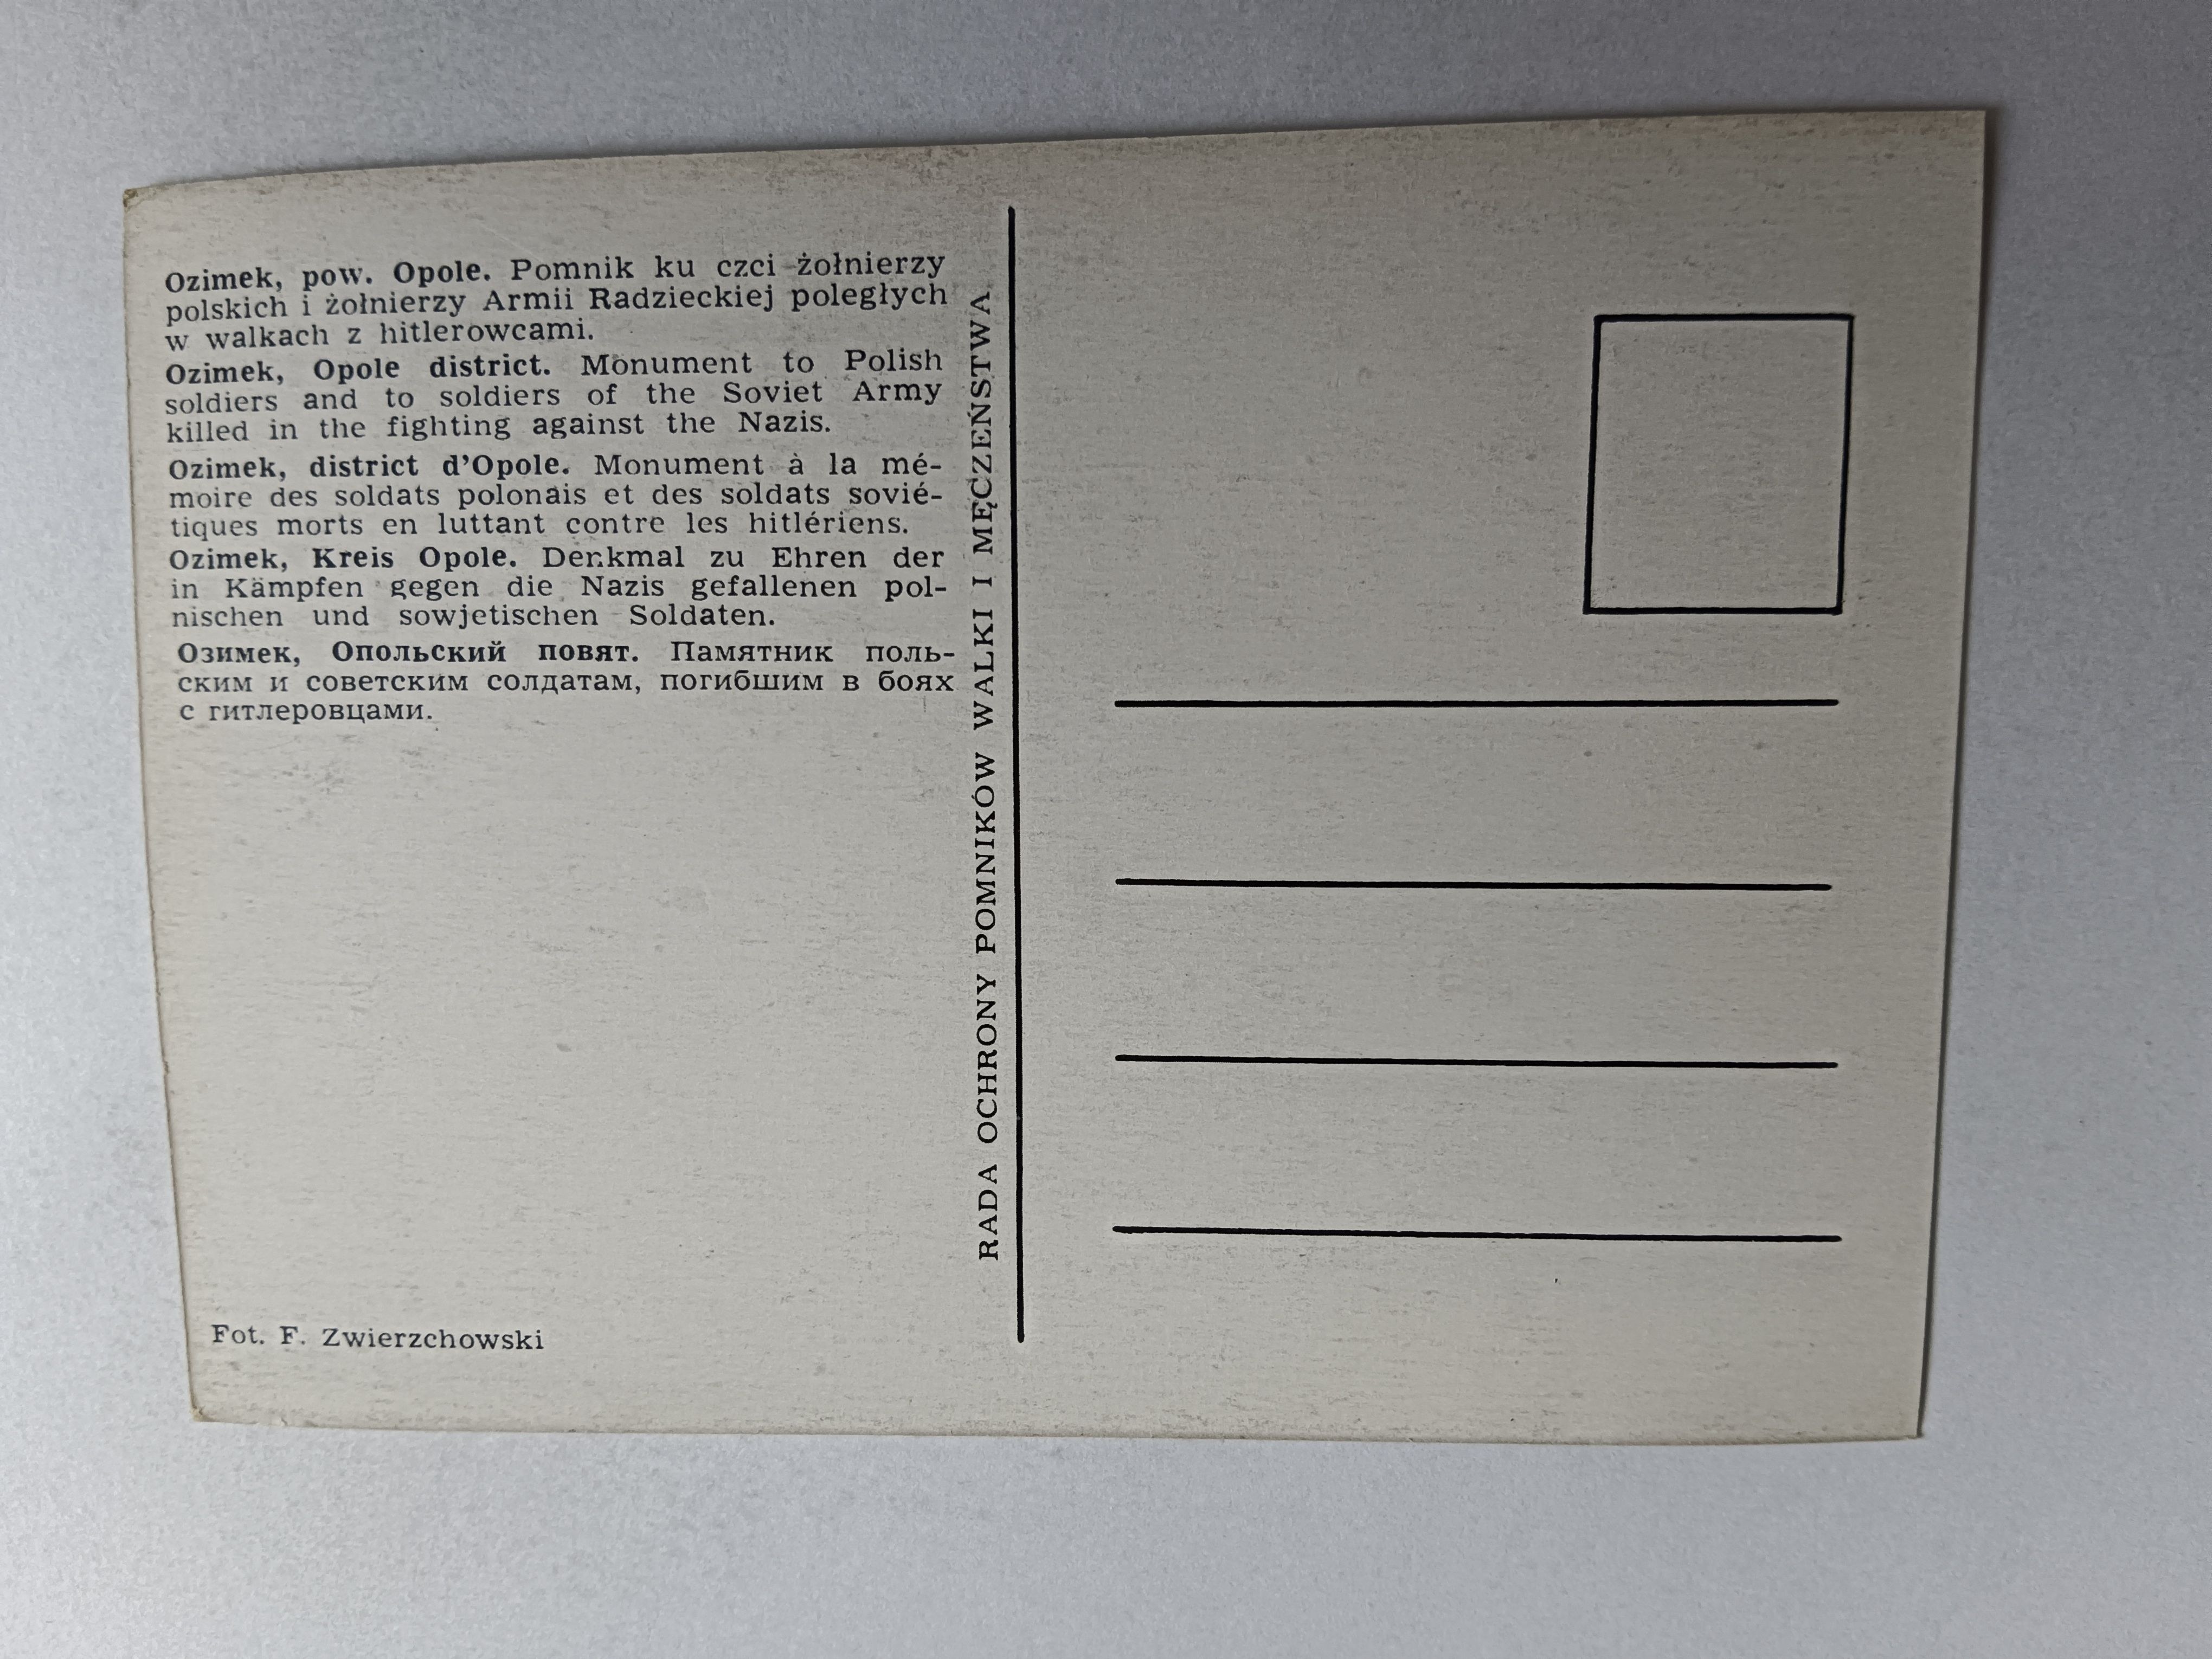 Ozimek, pow. Opole. Pomnik ku czci żołnierzy
polskich i żołnierzy Armii Radzieckiej poległych
w walkach z hitlerowcami.
Ozimek, Opole district. Monument to Polish
soldiers and to soldiers of the Soviet Army
killed in the fighting against the Nazis.
Ozimek, district d'Opole. Monument à la mé-
moire des soldats polonais et des soldats sovié-
tiques morts en luttant contre les hitlériens.
Ozimek, Kreis Opole. Denkmal zu Ehren der
in Kämpfen gegen die Nazis gefallenen pol-
nischen und sowjetischen Soldaten.
Озимек, Опольский повят. Памятник поль-
ским и советским солдатам, погибшим в боях
с гитлеровцами.
Fot. F. Zwierzchowski
RADA OCHRONY POMNIKÓW WALKI I MĘCZEŃSTWA